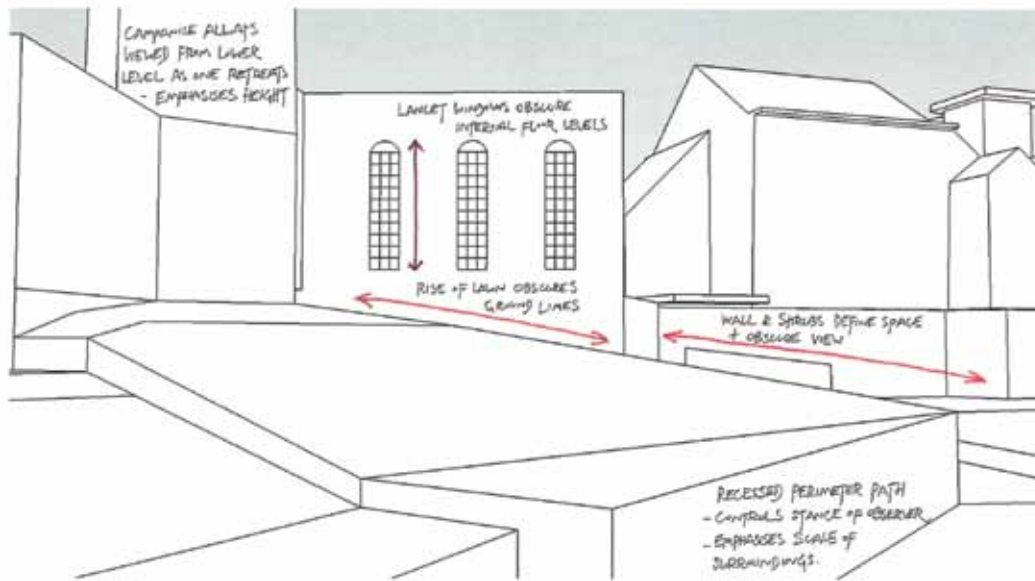 CAMPANILE ALWAYS
VIEWED FROM LOWER
LEVEL AS ONE RETREATS
- EMPHASISES HEIGHT
LANCET WINDOWS OBSCURE
INTERNAL FLOOR LEVELS
RISE OF LAWN OBSCURES
GROUND LINES
WALL & SHRUBS DEFINE SPACE
+ OBSCURE VIEW
RECESSED PERIMETER PATH
- CONTROLS STANCE OF OBSERVER
- EMPHASISES SCALE OF
SURROUNDINGS.